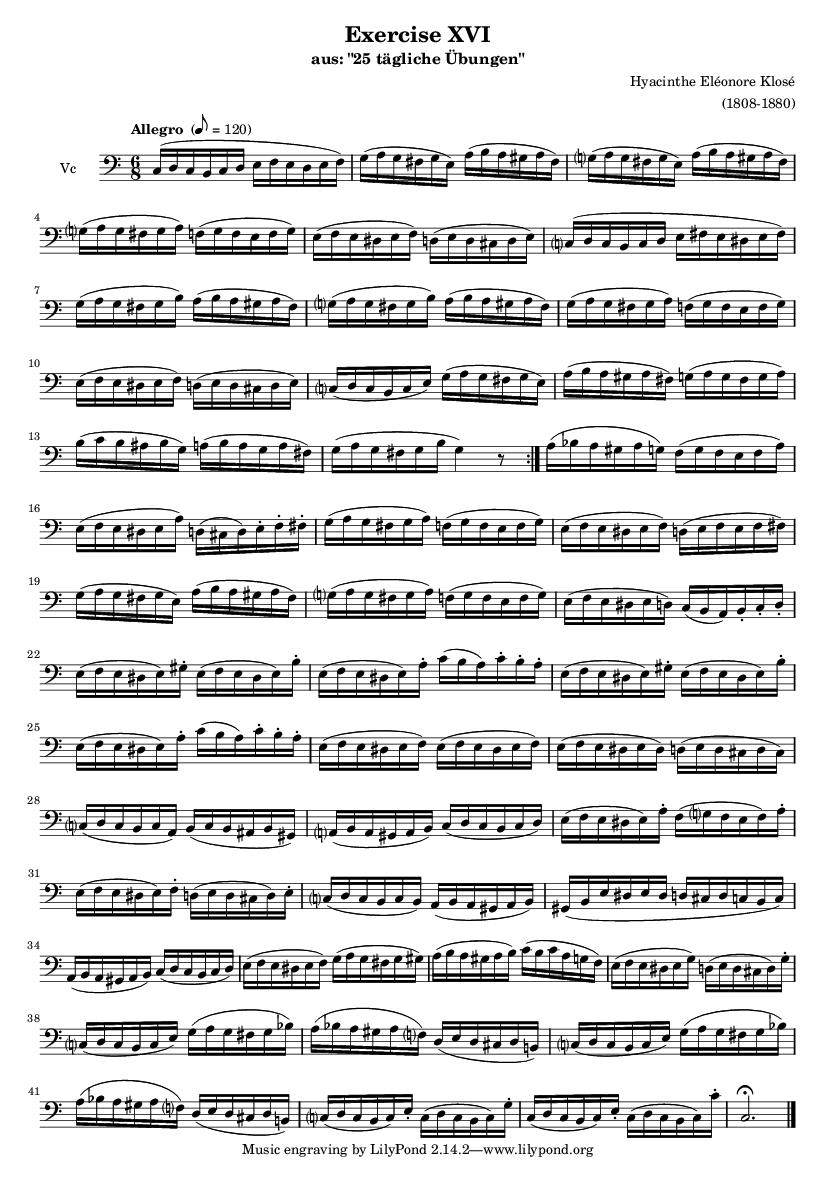 Exercise XVI
aus: "25 tägliche Übungen"
Hyacinthe Eléonore Klosé
(1808-1880)
Allegro (♪ = 120)
Vc
6
8
4
7
10
13
16
19
22
25
28
31
34
38
41
Music engraving by LilyPond 2.14.2—www.lilypond.org